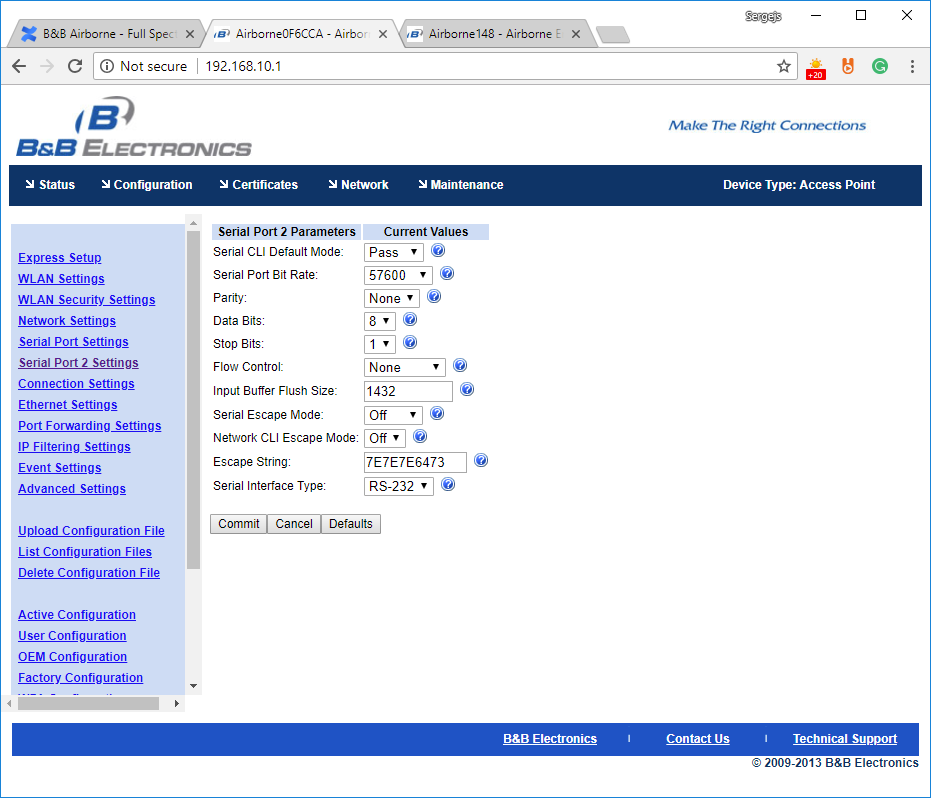 Sergejs
B&B Airborne - Full Spect
Airborne0F6CCA - Airbor
Airborne148 - Airborne E
Not secure
192.168.10.1
+20
B
B&B ELECTRONICS
Make The Right Connections
Status Configuration Certificates Network Maintenance Device Type: Access Point
Express Setup
WLAN Settings
WLAN Security Settings
Network Settings
Serial Port Settings
Serial Port 2 Settings
Connection Settings
Ethernet Settings
Port Forwarding Settings
IP Filtering Settings
Event Settings
Advanced Settings
Upload Configuration File
List Configuration Files
Delete Configuration File
Active Configuration
User Configuration
OEM Configuration
Factory Configuration
Serial Port 2 Parameters Current Values
Serial CLI Default Mode: Pass
Serial Port Bit Rate: 57600
Parity: None
Data Bits: 8
Stop Bits: 1
Flow Control: None
Input Buffer Flush Size: 1432
Serial Escape Mode: Off
Network CLI Escape Mode: Off
Escape String: 7E7E7E6473
Serial Interface Type: RS-232
Commit Cancel Defaults
B&B Electronics | Contact Us | Technical Support
© 2009-2013 B&B Electronics